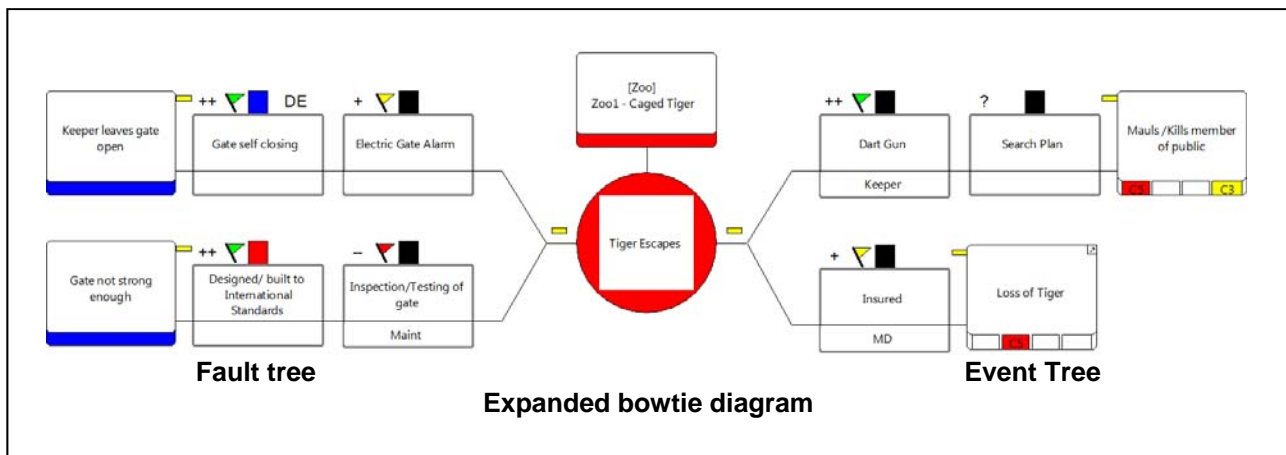 [Zoo]
Zoo1 - Caged Tiger
++
DE
+
++
?
Keeper leaves gate
open
Gate self closing
Electric Gate Alarm
Dart Gun
Keeper
Search Plan
Mauls /Kills member
of public
C5
C3
Tiger Escapes
++
–
+
Gate not strong
enough
Designed/ built to
International
Standards
Inspection/Testing of
gate
Maint
Insured
MD
Loss of Tiger
C5
Fault tree
Event Tree
Expanded bowtie diagram